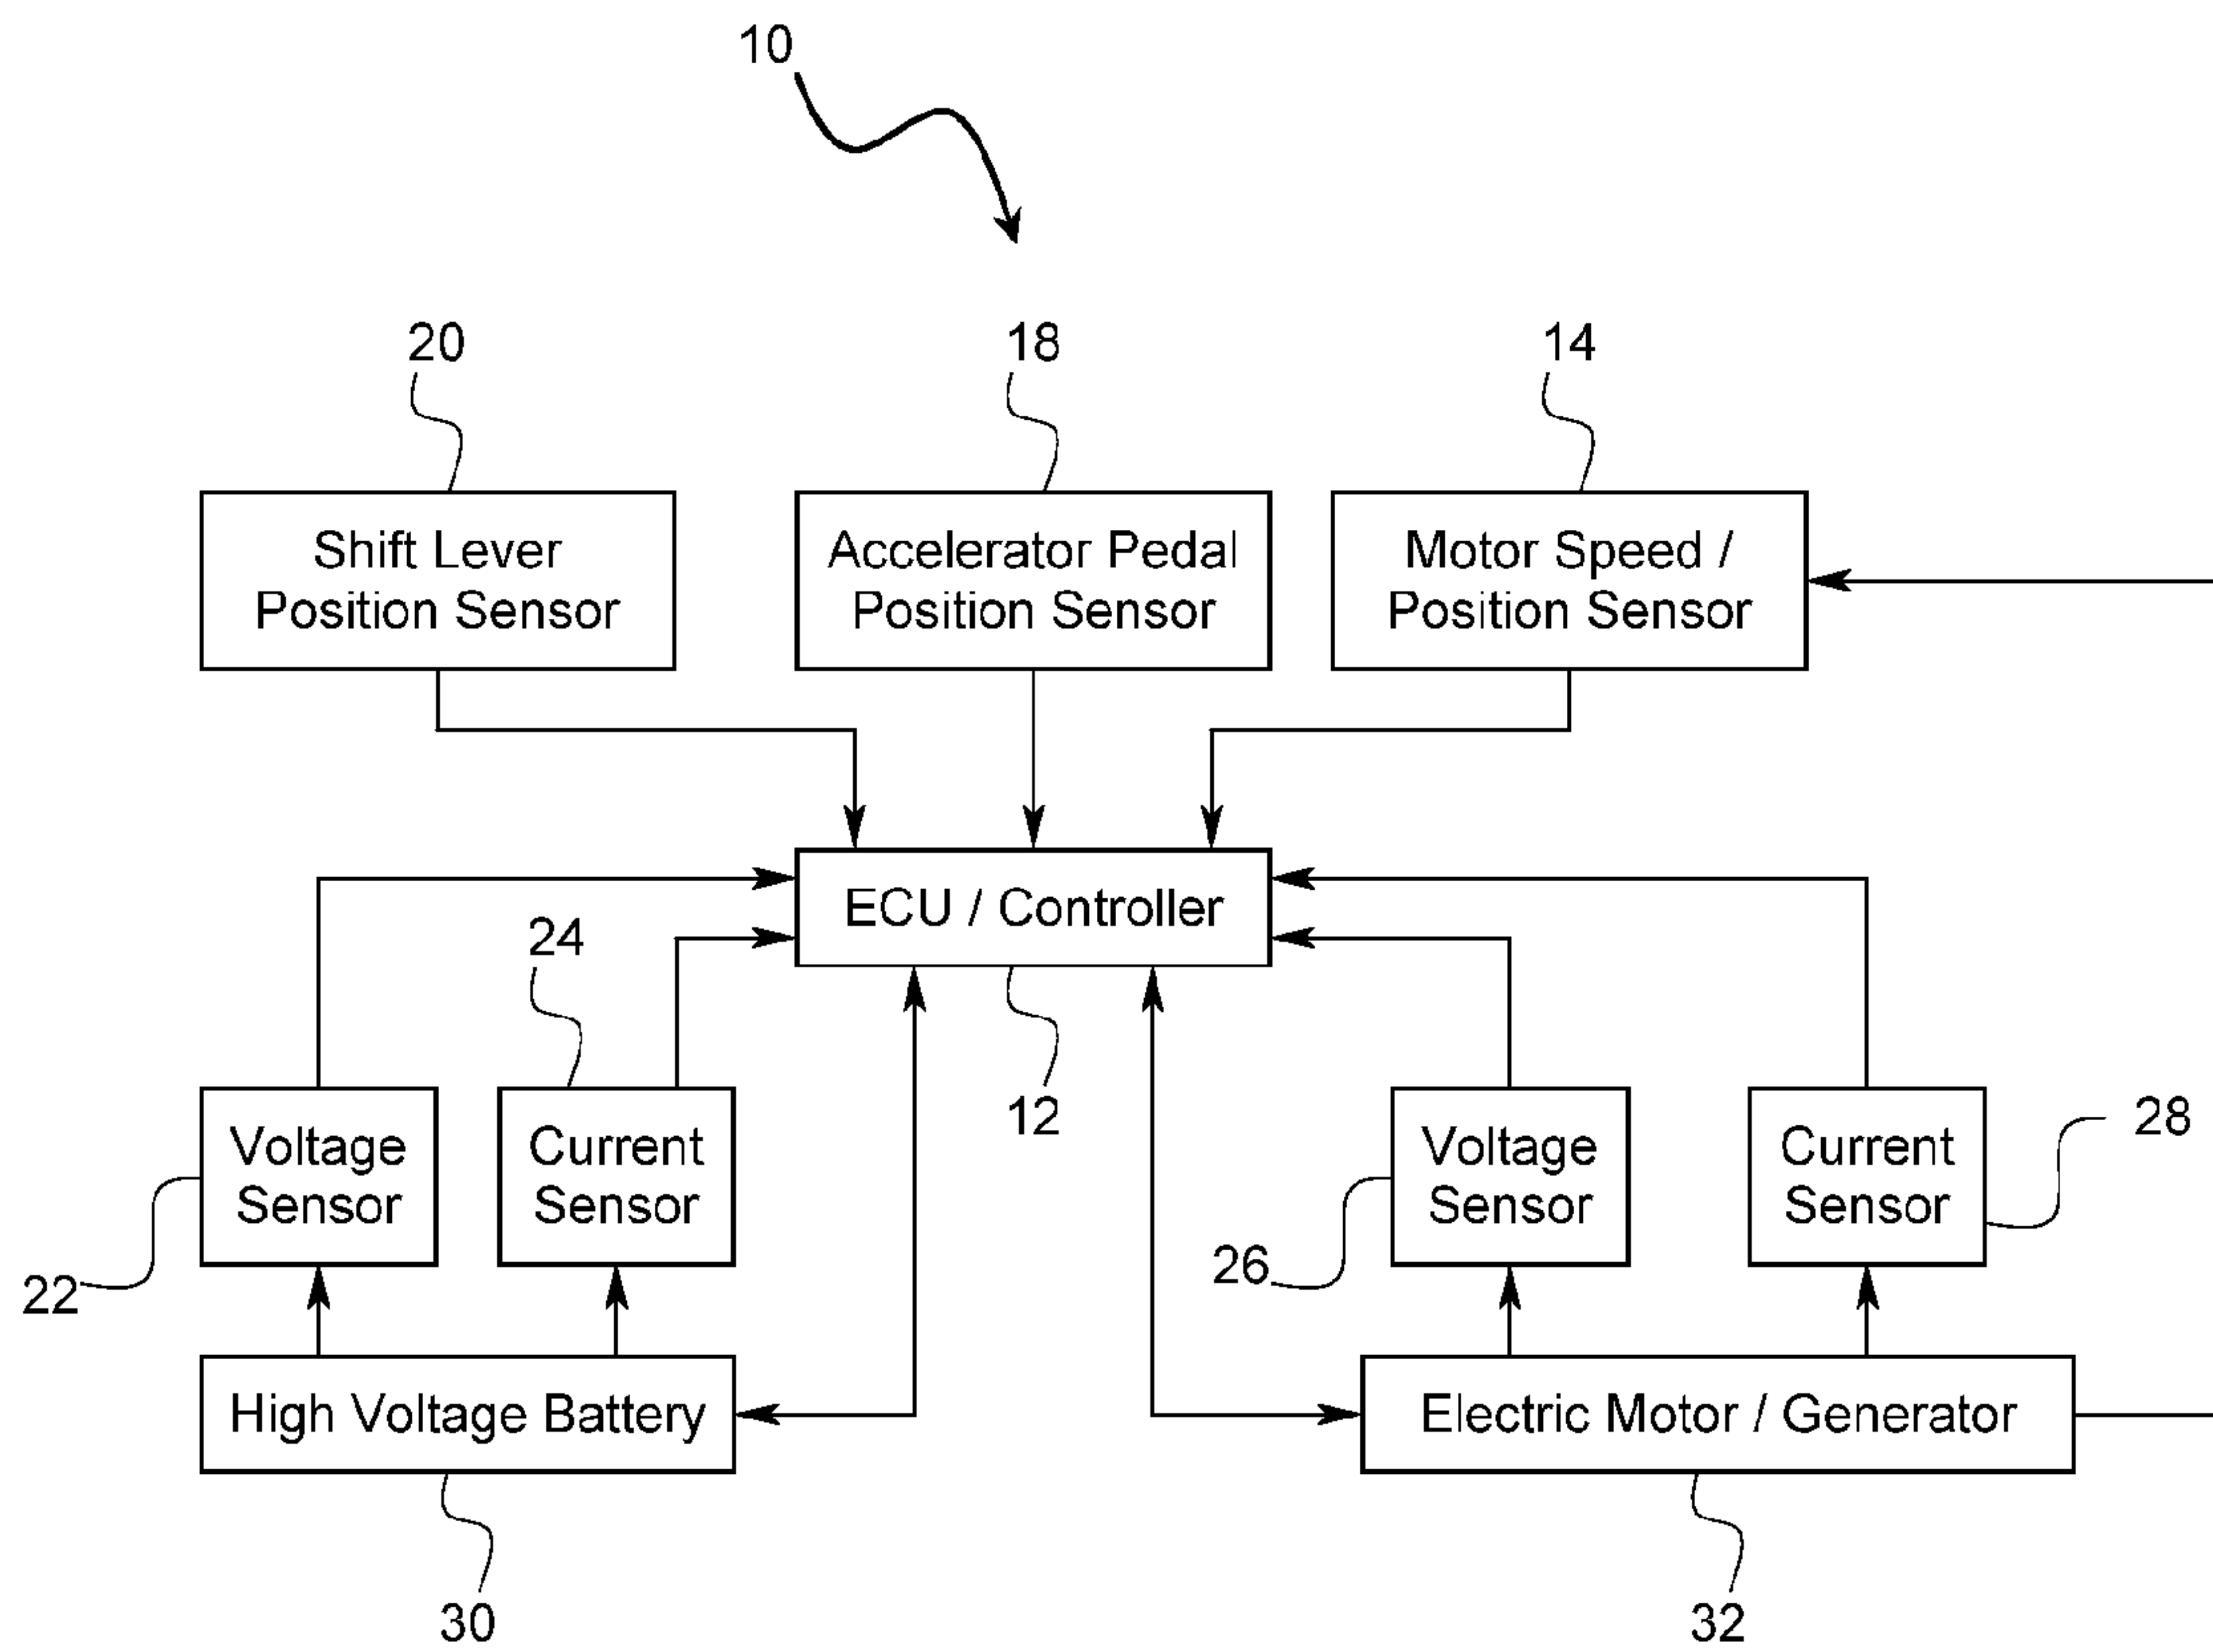 10
20
18
14
Shift Lever
Position Sensor
Accelerator Pedal
Position Sensor
Motor Speed /
Position Sensor
ECU / Controller
24
12
Voltage
Sensor
Current
Sensor
Voltage
Sensor
Current
Sensor
28
22
26
High Voltage Battery
Electric Motor / Generator
30
32